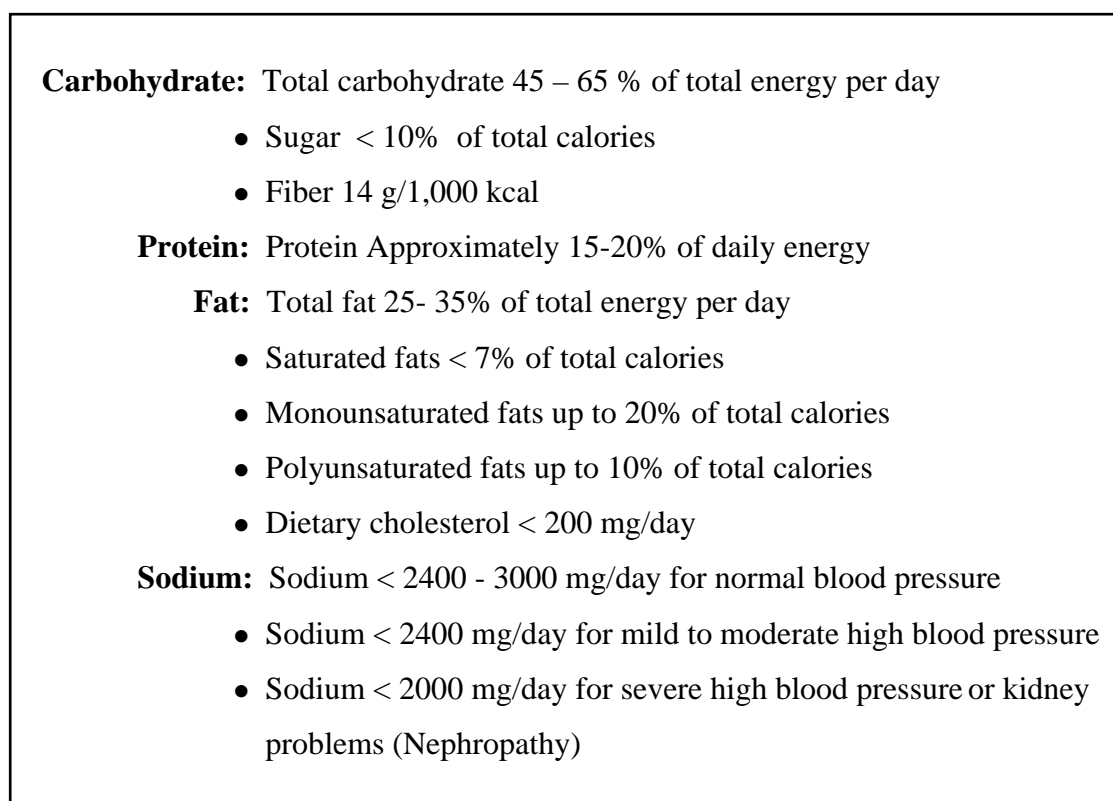 Carbohydrate: Total carbohydrate 45 – 65 % of total energy per day
● Sugar < 10% of total calories
● Fiber 14 g/1,000 kcal
Protein: Protein Approximately 15-20% of daily energy
Fat: Total fat 25- 35% of total energy per day
● Saturated fats < 7% of total calories
● Monounsaturated fats up to 20% of total calories
● Polyunsaturated fats up to 10% of total calories
● Dietary cholesterol < 200 mg/day
Sodium: Sodium < 2400 - 3000 mg/day for normal blood pressure
● Sodium < 2400 mg/day for mild to moderate high blood pressure
● Sodium < 2000 mg/day for severe high blood pressure or kidney
problems (Nephropathy)